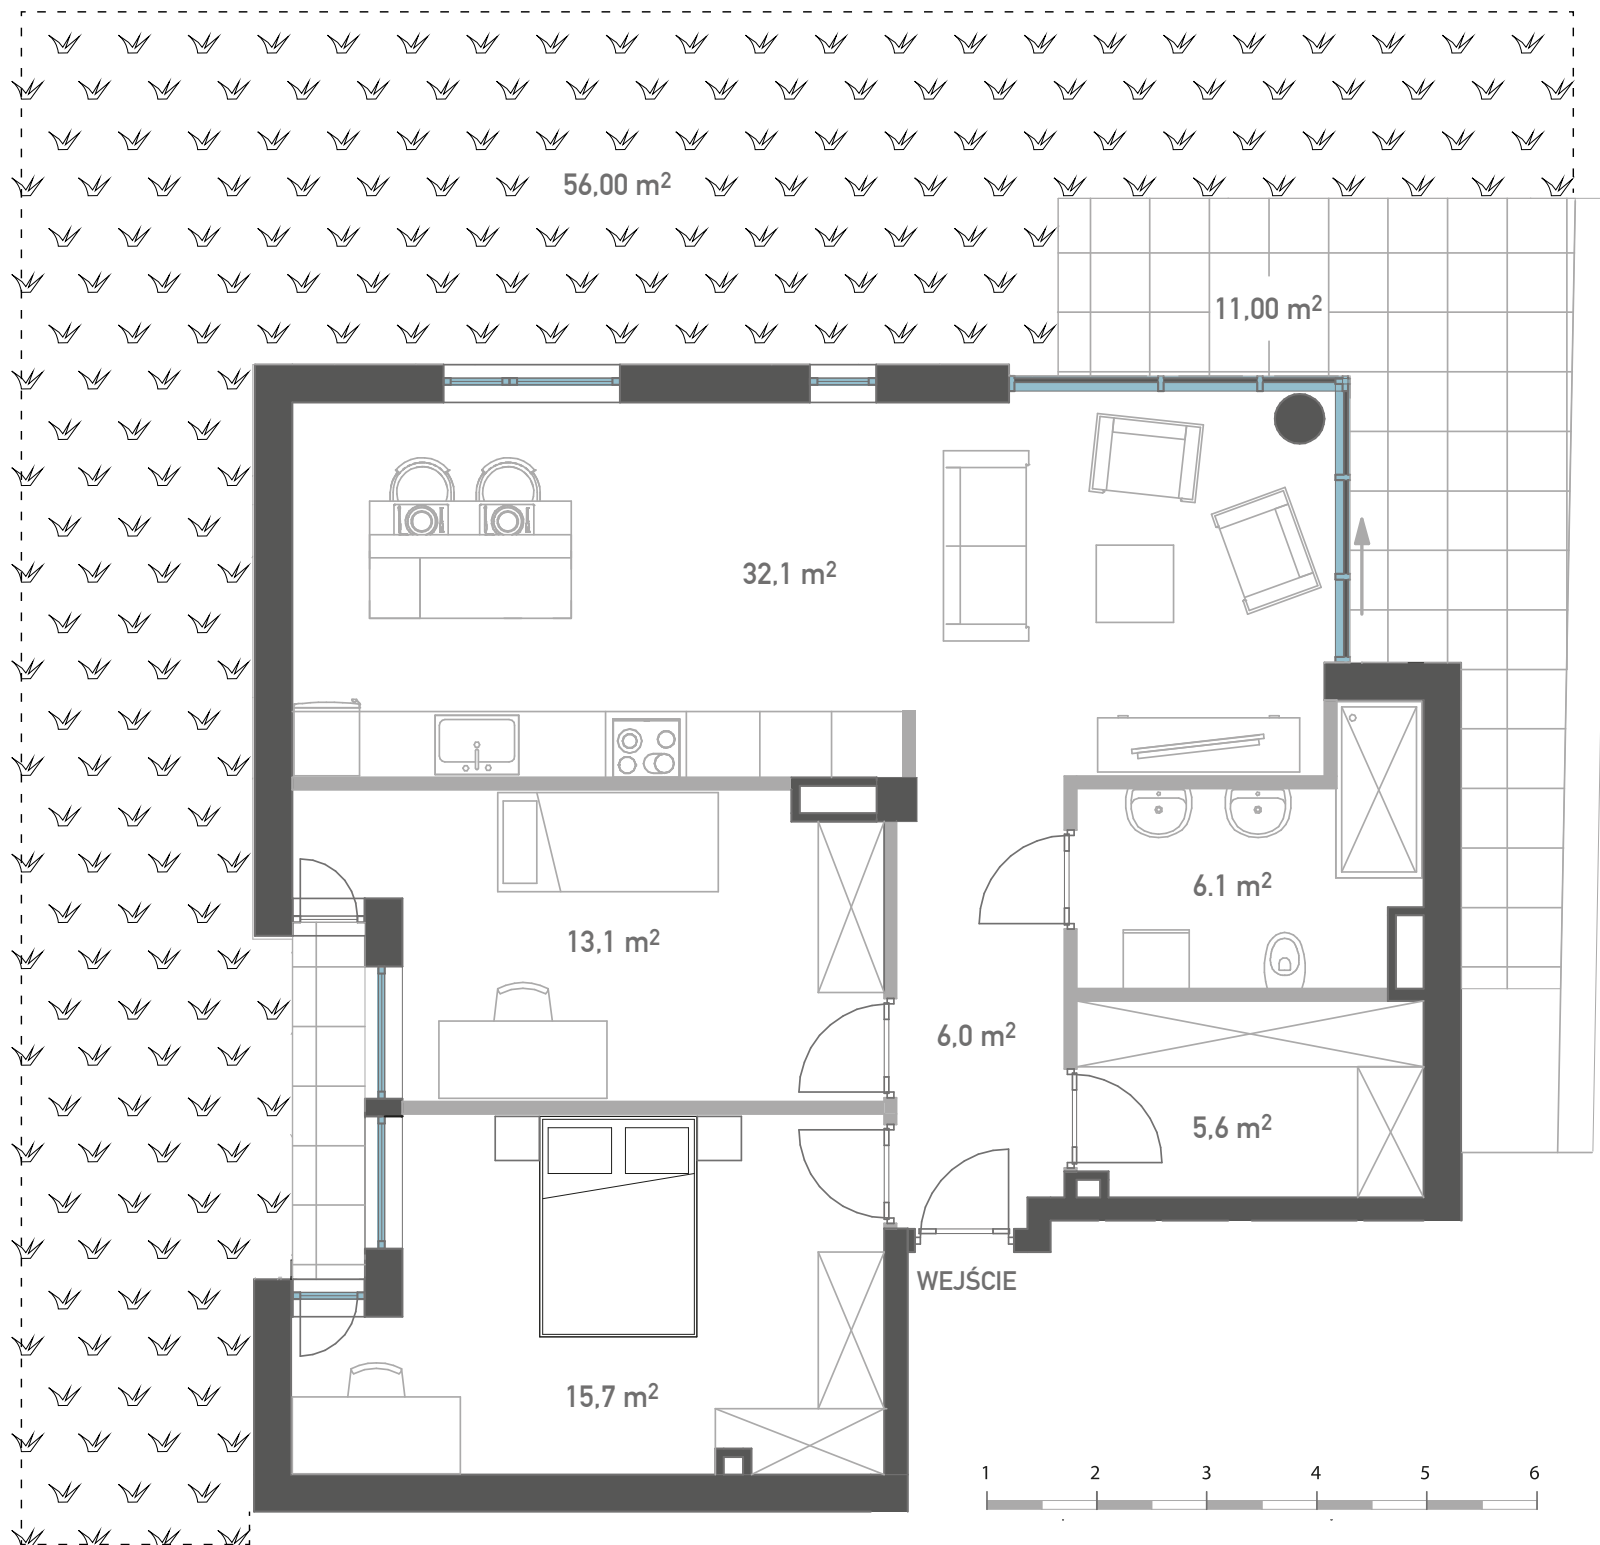 56,00 m²
11,00 m²
32,1 m²
6.1 m²
13,1 m²
6,0 m²
5,6 m²
WEJŚCIE
15,7 m²
1 2 3 4 5 6